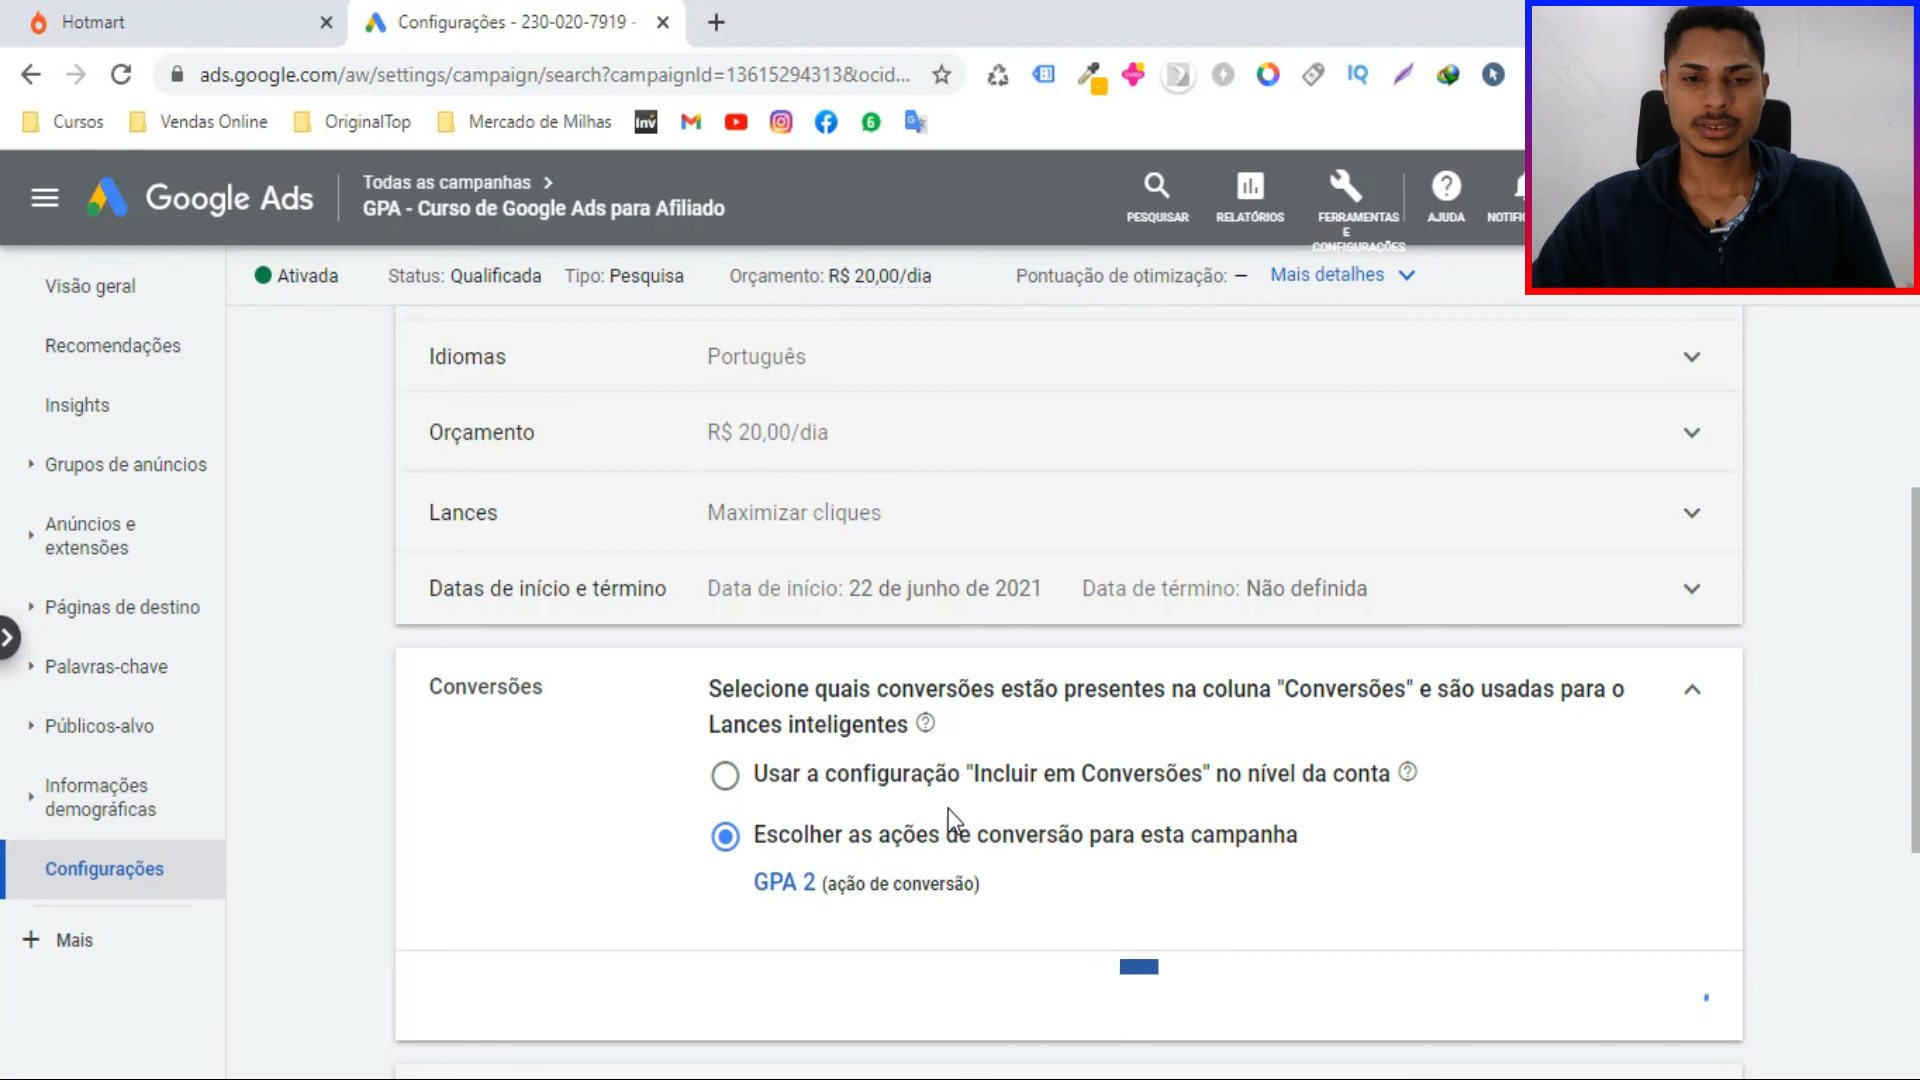 Hotmart
Configurações - 230-020-7919 -
ads.google.com/aw/settings/campaign/search?campaignId=13615294313&ocid...
IQ
Cursos
Vendas Online
OriginalTop
Mercado de Milhas
Inv
6
Google Ads
Todas as campanhas
GPA - Curso de Google Ads para Afiliado
PESQUISAR
RELATÓRIOS
FERRAMENTAS
E
CONFIGURAÇÕES
AJUDA
NOTIFI
Ativada
Status: Qualificada
Tipo: Pesquisa
Orçamento: R$ 20,00/dia
Pontuação de otimização: –
Mais detalhes
Visão geral
Recomendações
Insights
Grupos de anúncios
Anúncios e
extensões
Páginas de destino
Palavras-chave
Públicos-alvo
Informações
demográficas
Configurações
+ Mais
Idiomas
Português
Orçamento
R$ 20,00/dia
Lances
Maximizar cliques
Datas de início e término
Data de início: 22 de junho de 2021
Data de término: Não definida
Conversões
Selecione quais conversões estão presentes na coluna "Conversões" e são usadas para o
Lances inteligentes
Usar a configuração "Incluir em Conversões" no nível da conta
Escolher as ações de conversão para esta campanha
GPA 2 (ação de conversão)